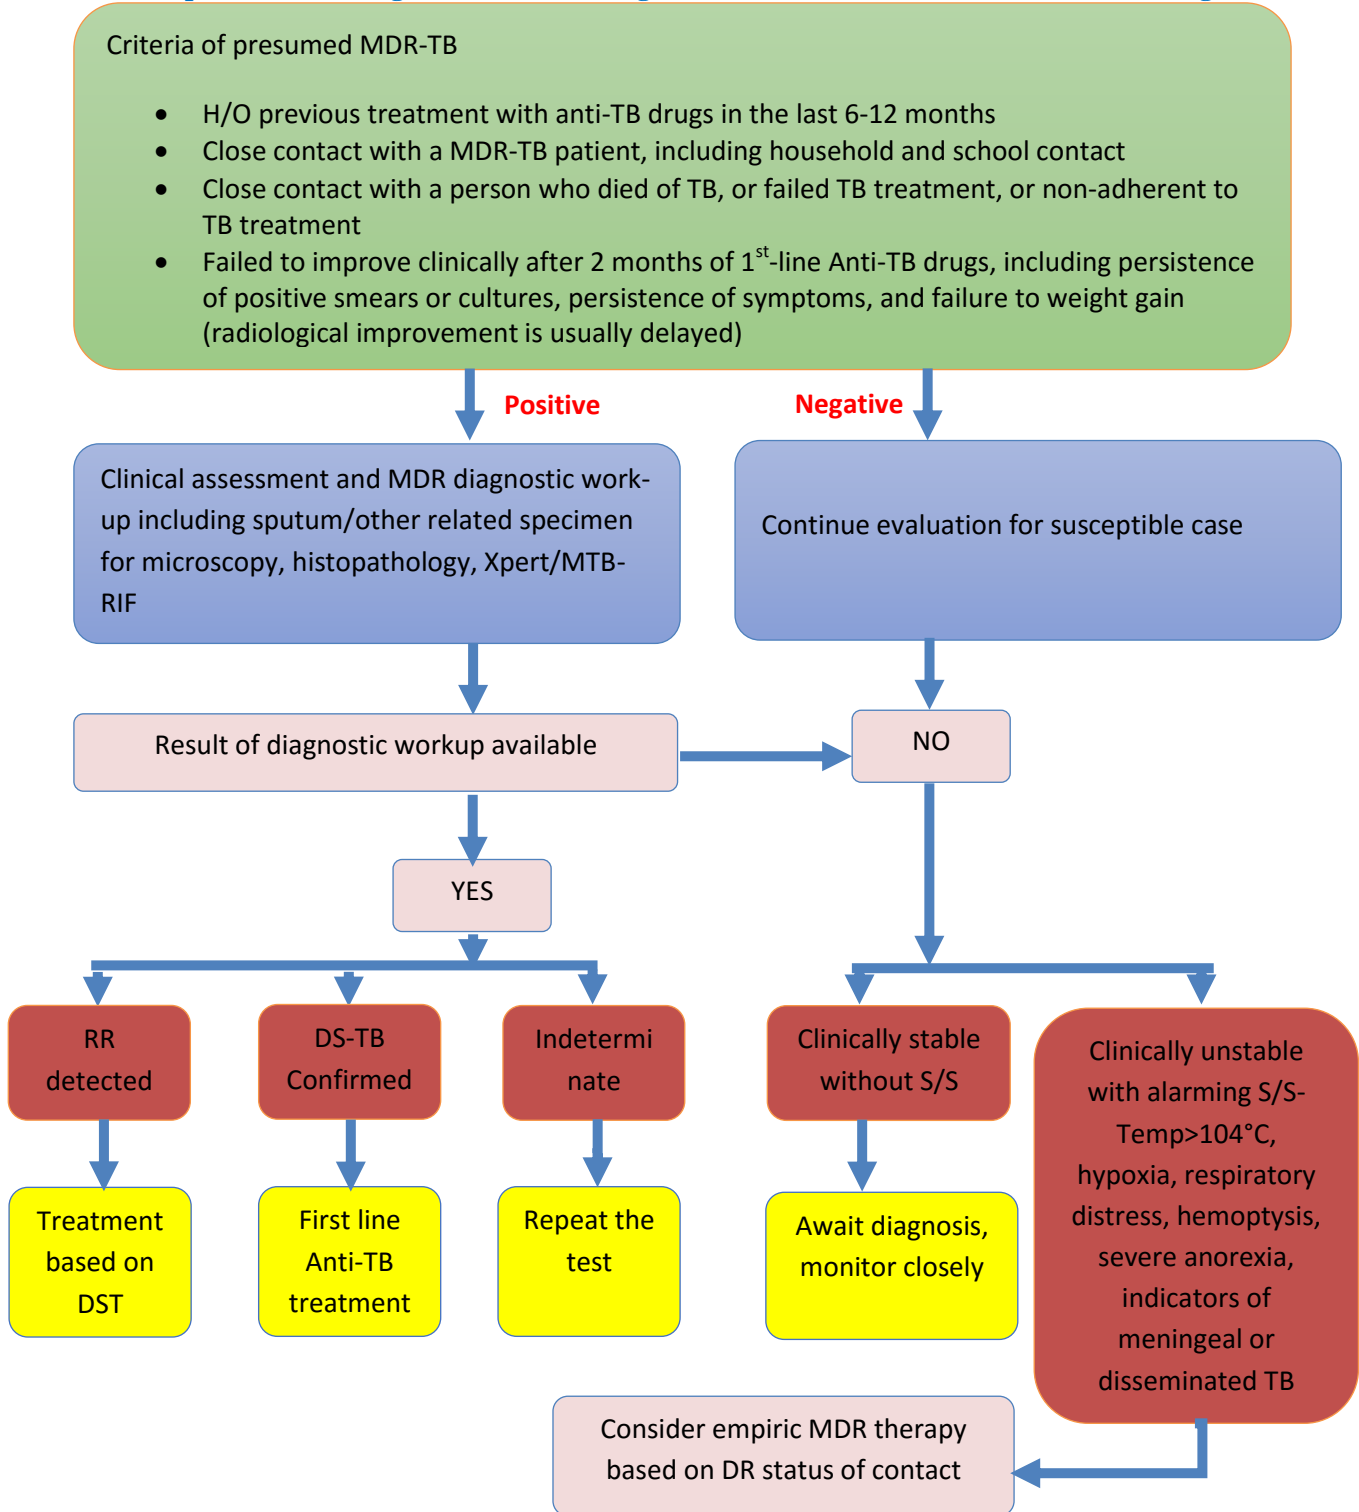 Criteria of presumed MDR-TB
• H/O previous treatment with anti-TB drugs in the last 6-12 months
• Close contact with a MDR-TB patient, including household and school contact
• Close contact with a person who died of TB, or failed TB treatment, or non-adherent to
TB treatment
• Failed to improve clinically after 2 months of 1st-line Anti-TB drugs, including persistence
of positive smears or cultures, persistence of symptoms, and failure to weight gain
(radiological improvement is usually delayed)
Positive
Negative
Clinical assessment and MDR diagnostic work-
up including sputum/other related specimen
for microscopy, histopathology, Xpert/MTB-
RIF
Continue evaluation for susceptible case
Result of diagnostic workup available
NO
YES
RR
detected
DS-TB
Confirmed
Indetermi
nate
Clinically stable
without S/S
Clinically unstable
with alarming S/S-
Temp>104°C,
hypoxia, respiratory
distress, hemoptysis,
severe anorexia,
indicators of
meningeal or
disseminated TB
Treatment
based on
DST
First line
Anti-TB
treatment
Repeat the
test
Await diagnosis,
monitor closely
Consider empiric MDR therapy
based on DR status of contact